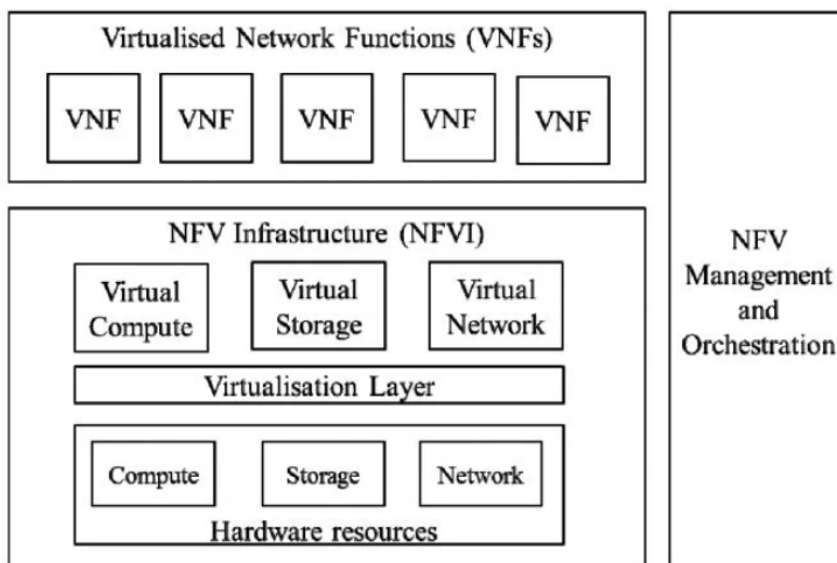 Virtualised Network Functions (VNFs)
VNF VNF VNF VNF VNF
NFV Infrastructure (NFVI)
Virtual
Compute
Virtual
Storage
Virtual
Network
Virtualisation Layer
Compute Storage Network
Hardware resources
NFV
Management
and
Orchestration